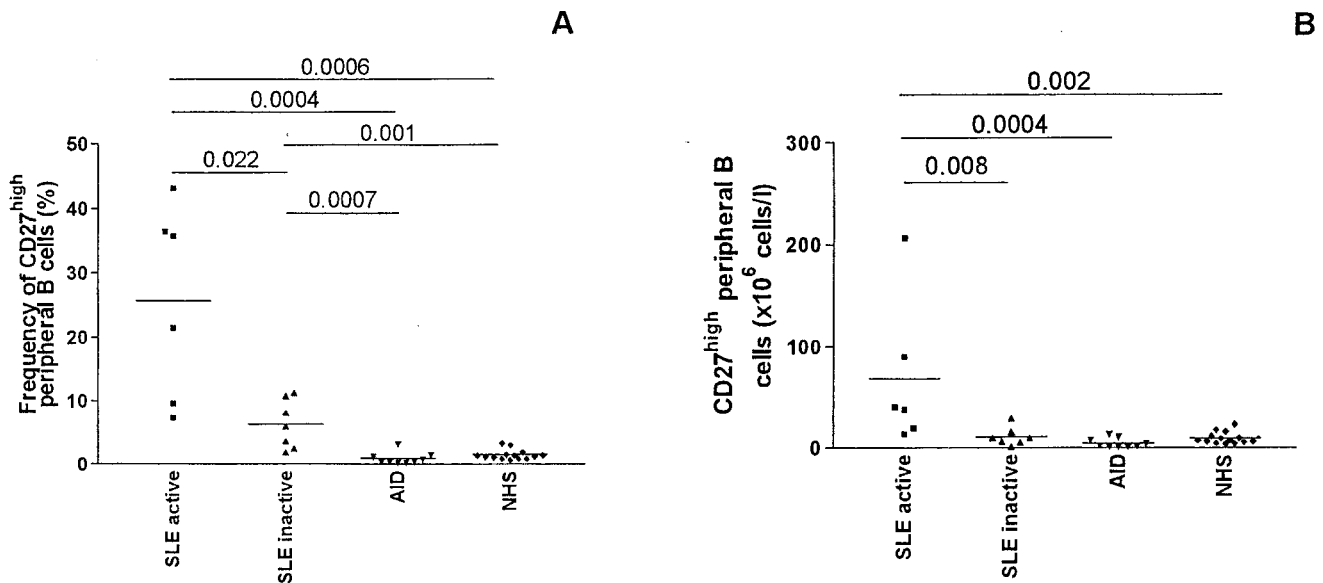 A
0.0006
0.0004
0.001
0.022
0.0007
Frequency of CD27high
peripheral B cells (%)
50
40
30
20
10
0
SLE active
SLE inactive
AID
NHS
B
0.002
0.0004
0.008
CD27high peripheral B
cells (x10^6 cells/l)
300
200
100
0
SLE active
SLE inactive
AID
NHS